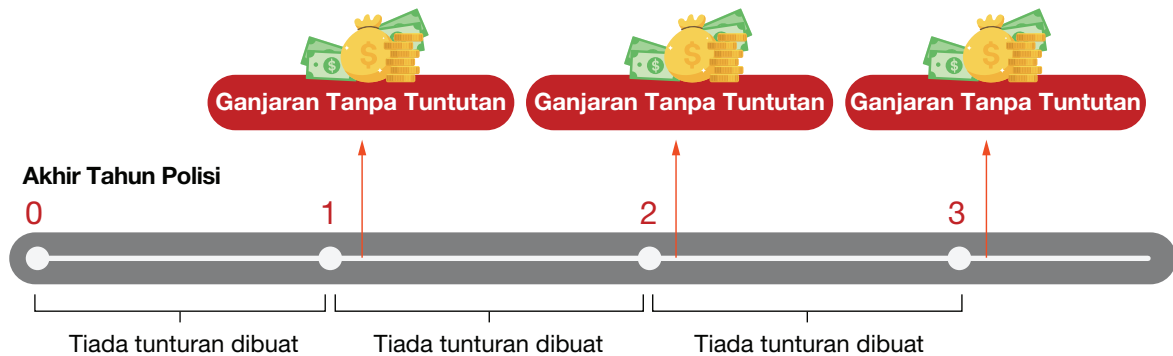 Ganjaran Tanpa Tuntutan
Ganjaran Tanpa Tuntutan
Ganjaran Tanpa Tuntutan
Akhir Tahun Polisi
0
1
2
3
Tiada tunturan dibuat
Tiada tunturan dibuat
Tiada tunturan dibuat